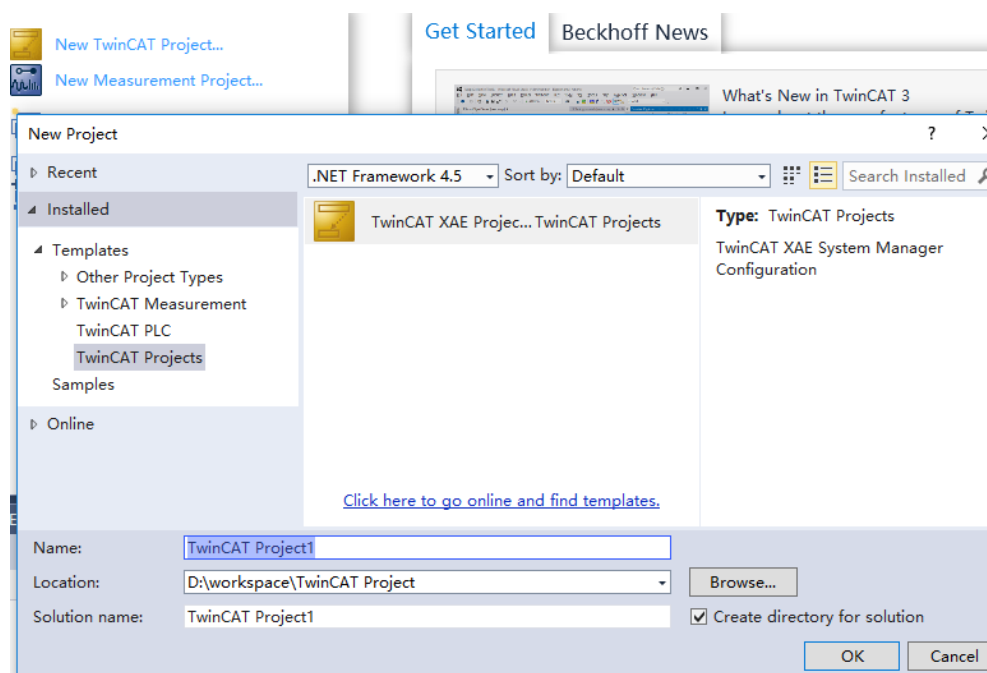 New TwinCAT Project...
New Measurement Project...
Get Started
Beckhoff News
What's New in TwinCAT 3
New Project
?
Recent
.NET Framework 4.5
Sort by:
Default
Search Installed
Installed
Templates
Other Project Types
TwinCAT Measurement
TwinCAT PLC
TwinCAT Projects
Samples
Online
TwinCAT XAE Projec... TwinCAT Projects
Type: TwinCAT Projects
TwinCAT XAE System Manager
Configuration
Click here to go online and find templates.
Name:
TwinCAT Project1
Location:
D:\workspace\TwinCAT Project
Browse...
Solution name:
TwinCAT Project1
Create directory for solution
OK
Cancel